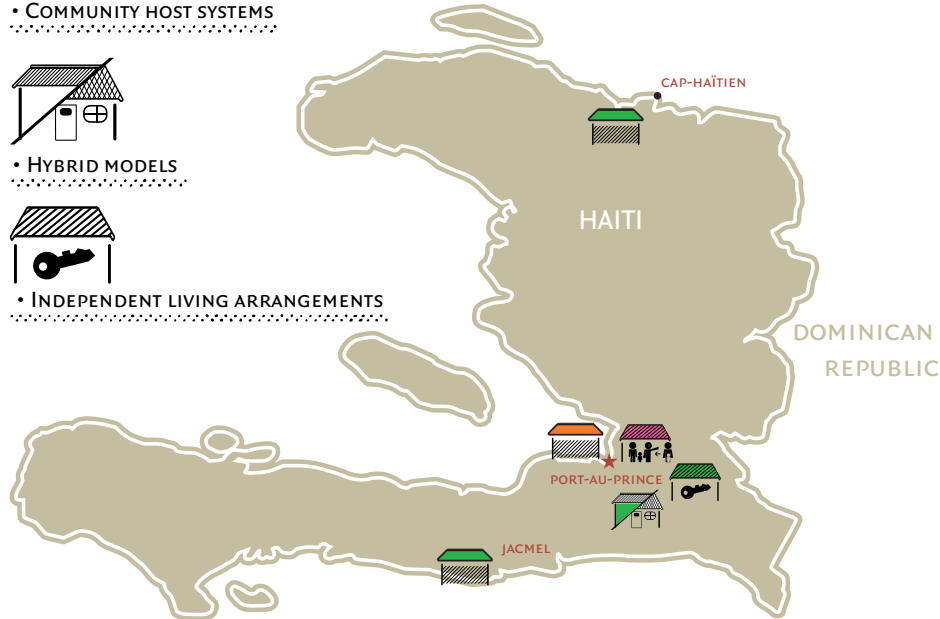 • Community host systems
• Hybrid models
• Independent living arrangements
CAP-HAÏTIEN
HAITI
DOMINICAN
REPUBLIC
PORT-AU-PRINCE
JACMEL